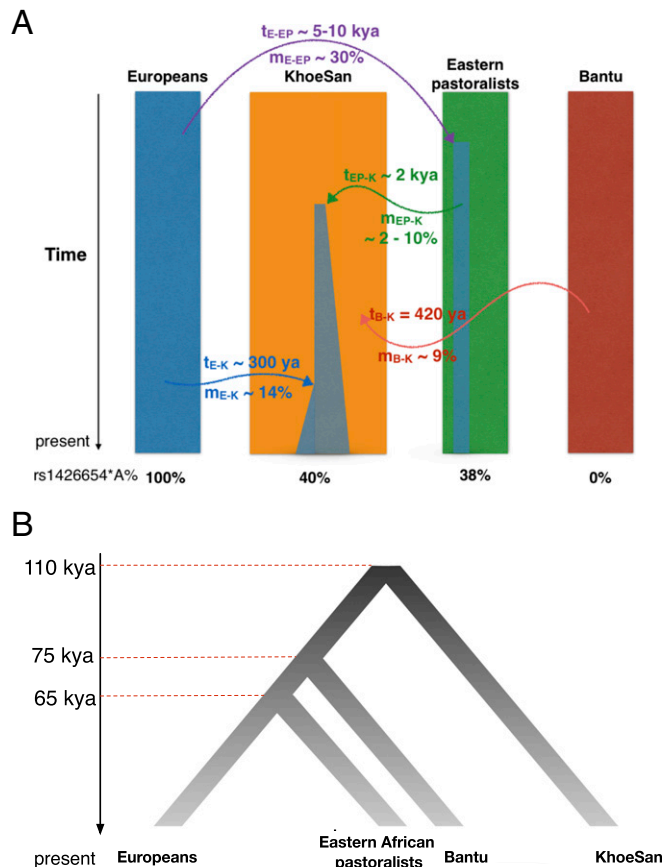 A
tE-EP ~ 5-10 kya
mE-EP ~ 30%
Europeans
KhoeSan
Eastern
pastoralists
Bantu
tEP-K ~ 2 kya
mEP-K
~ 2 - 10%
Time
tB-K = 420 ya
mB-K ~ 9%
tE-K ~ 300 ya
mE-K ~ 14%
present
rs1426654*A% 100% 40% 38% 0%
B
110 kya
75 kya
65 kya
present Europeans Eastern African
pastoralists Bantu KhoeSan